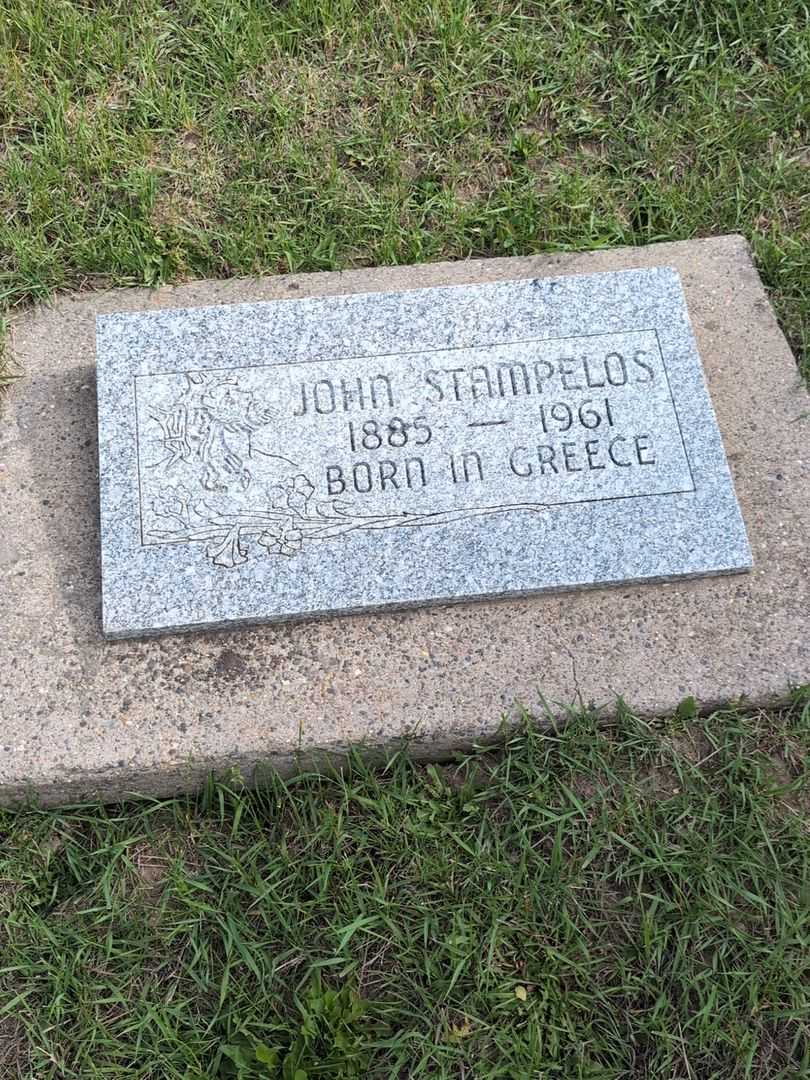 JOHN STAMPELOS
1885 — 1961
BORN IN GREECE